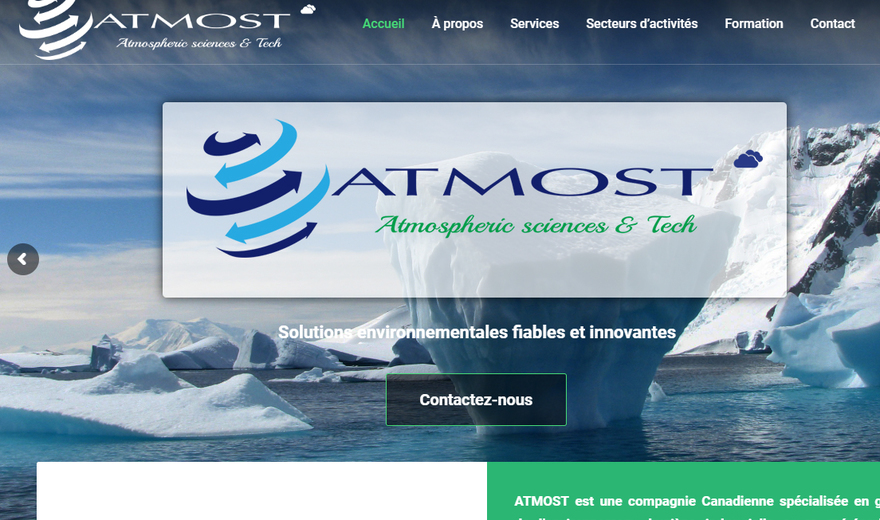 ATMOST
Atmospheric sciences & Tech
Accueil À propos Services Secteurs d'activités Formation Contact
ATMOST
Atmospheric sciences & Tech
Solutions environnementales fiables et innovantes
Contactez-nous
ATMOST est une compagnie Canadienne spécialisée en